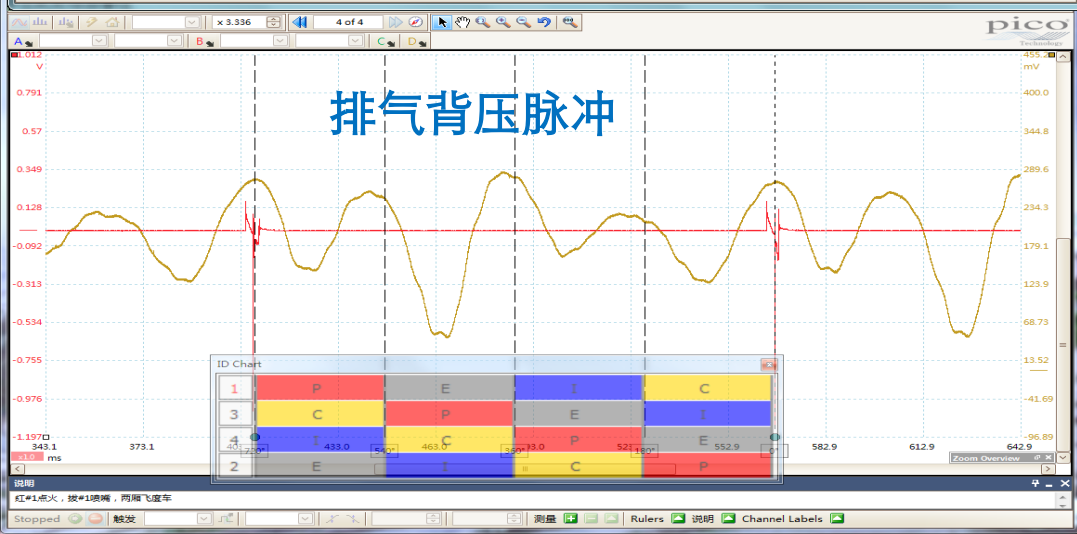 x 3.336 4 of 4
pico
Technology
A B C D
1.012 455.2
V mV
0.791 400.0
排气背压脉冲
0.57 344.8
0.349 289.6
0.128 234.3
-0.092 179.1
-0.313 123.9
-0.534 68.73
-0.755 13.52
ID Chart
1 P E I C
-0.976 -41.69
3 C P E I
4 I C P E
-1.197 -96.89
343.1 373.1 433.0 463.0 552.9 582.9 612.9 642.9
720° 540° 360° 180° 0°
x1.0 ms
Zoom Overview
2 E I C P
说明
红#1点火，拔#1喷嘴，两厢飞度车
Stopped 触发 测量 Rulers 说明 Channel Labels